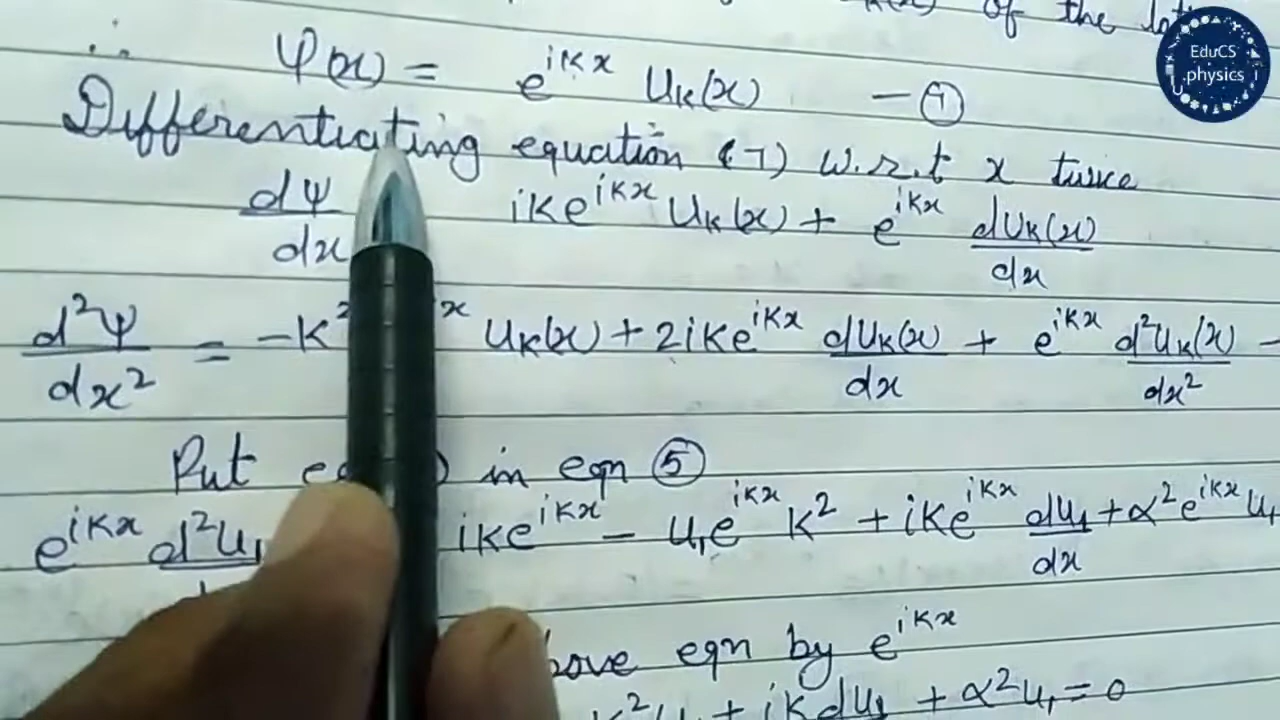 of the
∴ ψ(x) = e^{ikx} U_k(x) — ⑦
EduCS physics
Differentiating equation (7) w.r.t x twice
dψ/dx ike^{ikx} U_k(x) + e^{ikx} dU_k(x)/dx
d²ψ/dx² = -k² U_k(x) + 2ike^{ikx} dU_k(x)/dx + e^{ikx} d²U_k(x)/dx² -
Put in eqn ⑤
e^{ikx} d²u₁ ike^{ikx} - u₁e^{ikx} k² + ike^{ikx} du₁/dx + α²e^{ikx} u₁
eqn by e^{ikx}
k²u₁ + ik du₁ + α²u₁ = 0